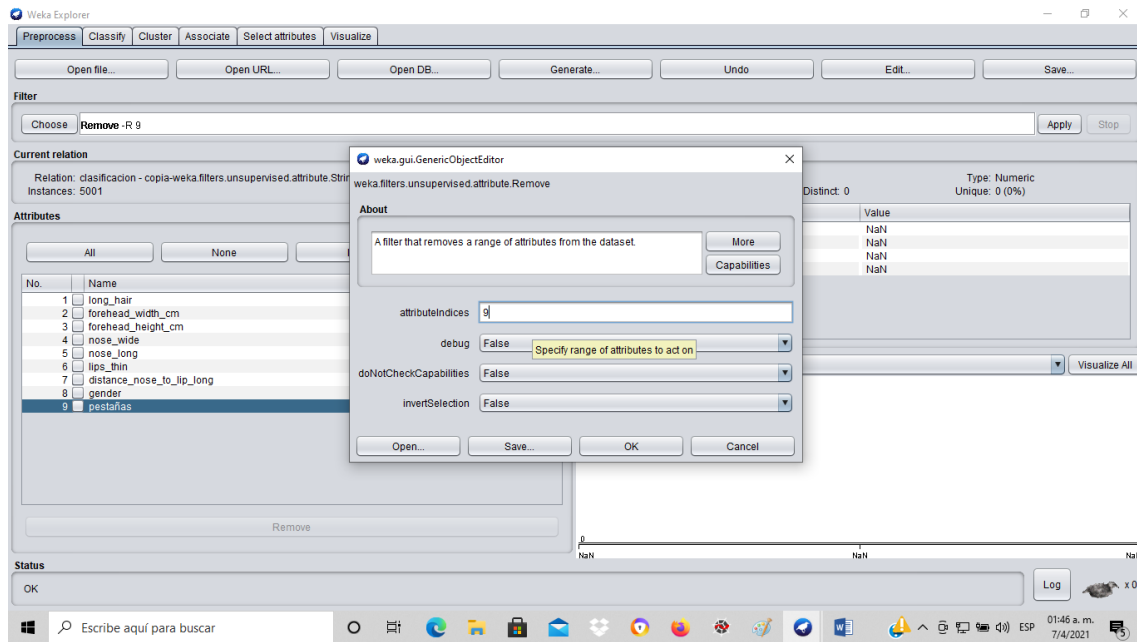 Weka Explorer
Preprocess Classify Cluster Associate Select attributes Visualize
Open file... Open URL... Open DB... Generate... Undo Edit... Save...
Filter
Choose Remove -R 9 Apply Stop
Current relation
Relation: clasificacion - copia-weka.filters.unsupervised.attribute.Strin
Instances: 5001
Distinct: 0
Type: Numeric
Unique: 0 (0%)
Attributes
All None
No. Name
1 long_hair
2 forehead_width_cm
3 forehead_height_cm
4 nose_wide
5 nose_long
6 lips_thin
7 distance_nose_to_lip_long
8 gender
9 pestañas
Remove
weka.gui.GenericObjectEditor
weka.filters.unsupervised.attribute.Remove
About
A filter that removes a range of attributes from the dataset.
More
Capabilities
attributeIndices 9
debug False
Specify range of attributes to act on
doNotCheckCapabilities False
invertSelection False
Open... Save... OK Cancel
Value
NaN
NaN
NaN
NaN
Visualize All
0
NaN NaN Na
Status
OK
Log x 0
Escribe aquí para buscar
ESP
01:46 a. m.
7/4/2021